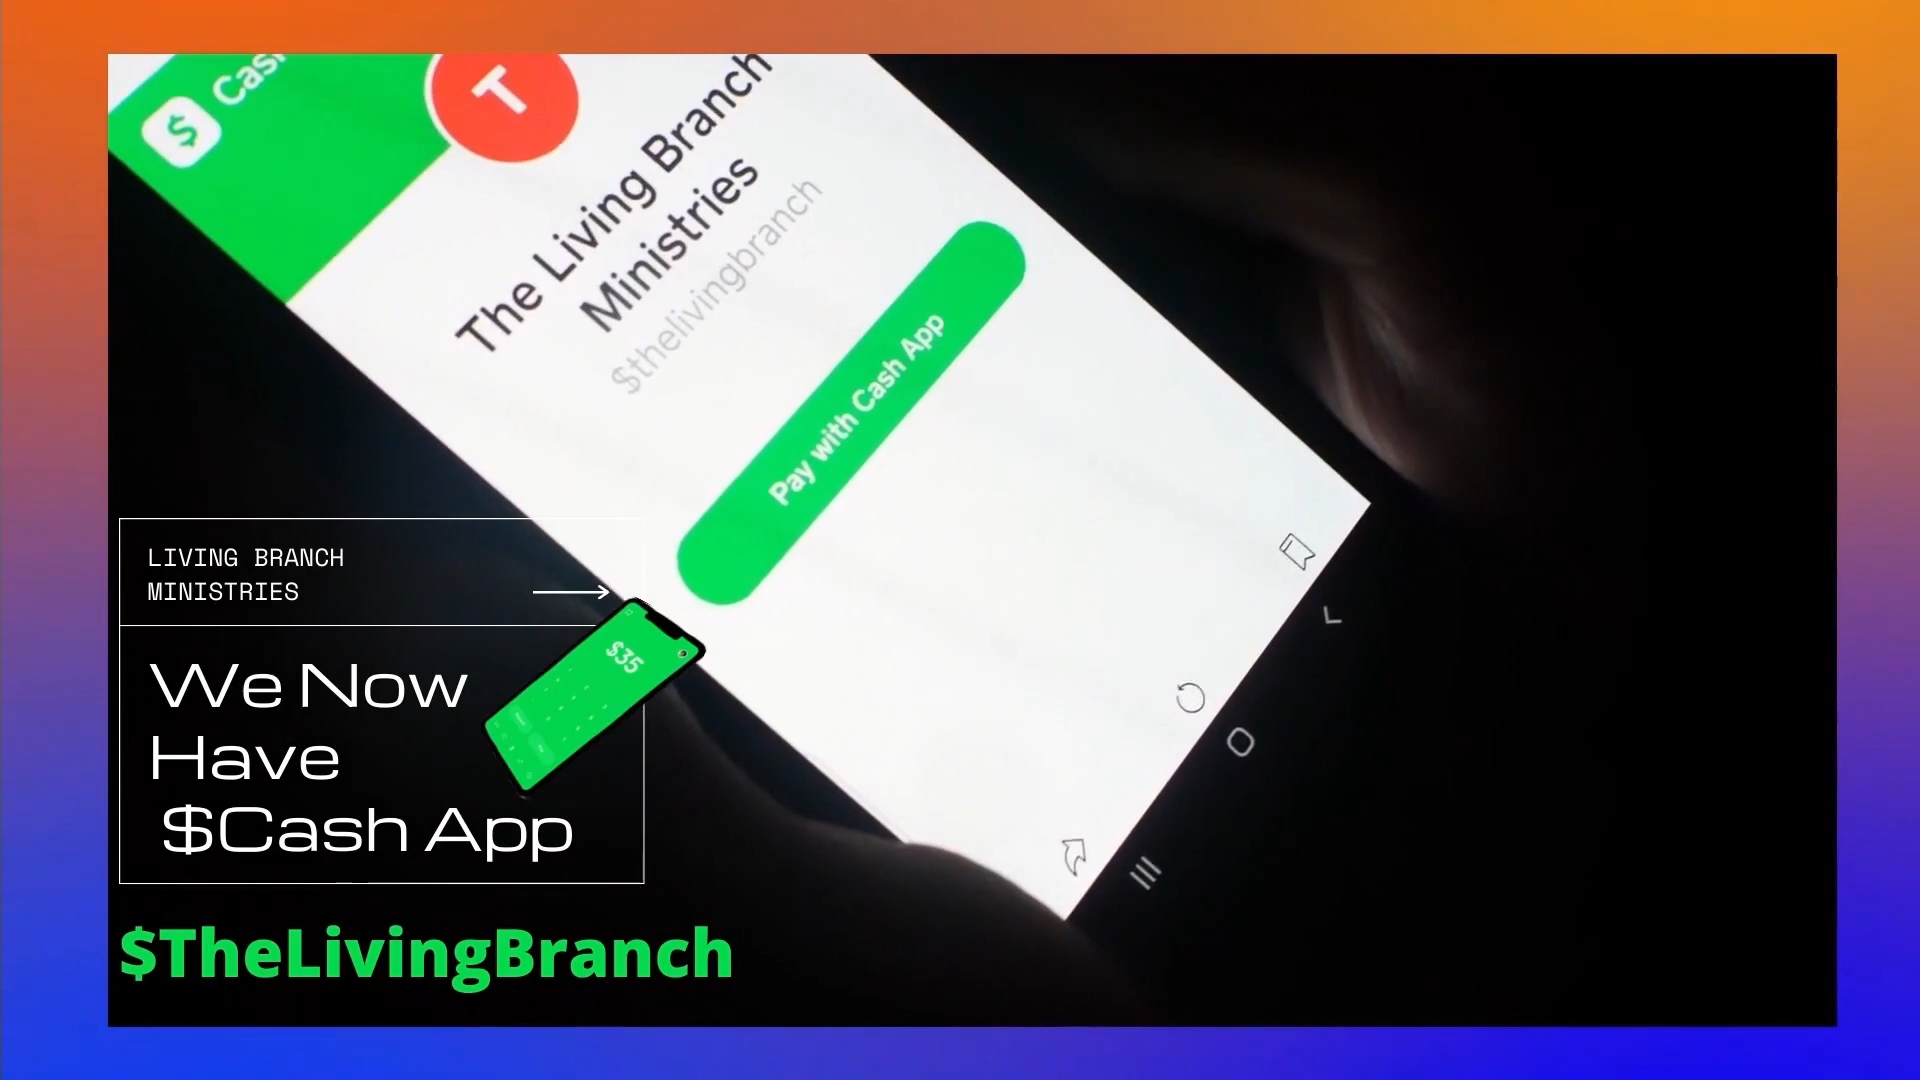 $ Cas
T
The Living Branch
Ministries
$thelivingbranch
Pay with Cash App
LIVING BRANCH
MINISTRIES
$35
We Now
Have
$Cash App
$TheLivingBranch